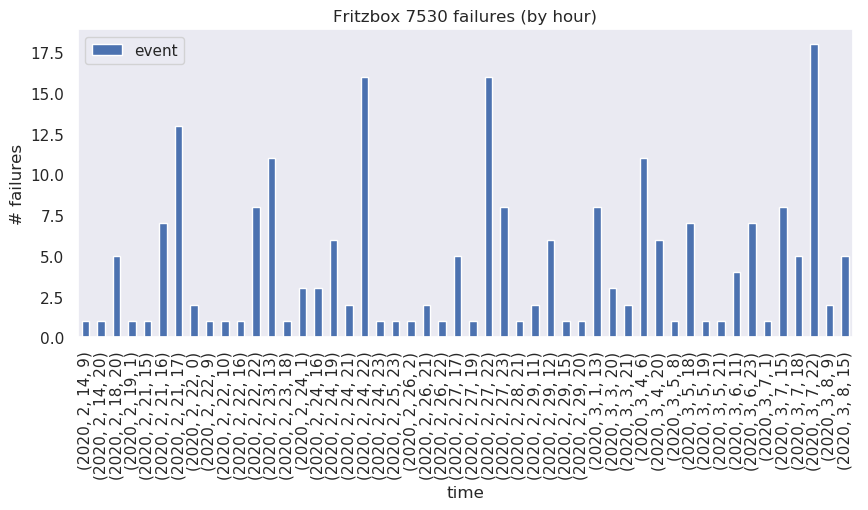 Fritzbox 7530 failures (by hour)
event
# failures
17.5
15.0
12.5
10.0
7.5
5.0
2.5
0.0
(2020, 2, 14, 9)
(2020, 2, 14, 20)
(2020, 2, 18, 20)
(2020, 2, 19, 1)
(2020, 2, 21, 15)
(2020, 2, 21, 16)
(2020, 2, 21, 17)
(2020, 2, 22, 0)
(2020, 2, 22, 9)
(2020, 2, 22, 10)
(2020, 2, 22, 16)
(2020, 2, 22, 22)
(2020, 2, 23, 13)
(2020, 2, 23, 18)
(2020, 2, 24, 1)
(2020, 2, 24, 16)
(2020, 2, 24, 19)
(2020, 2, 24, 21)
(2020, 2, 24, 22)
(2020, 2, 24, 23)
(2020, 2, 25, 23)
(2020, 2, 26, 2)
(2020, 2, 26, 21)
(2020, 2, 26, 22)
(2020, 2, 27, 17)
(2020, 2, 27, 19)
(2020, 2, 27, 22)
(2020, 2, 27, 23)
(2020, 2, 28, 21)
(2020, 2, 29, 11)
(2020, 2, 29, 12)
(2020, 2, 29, 15)
(2020, 2, 29, 20)
(2020, 3, 1, 13)
(2020, 3, 3, 20)
(2020, 3, 3, 21)
(2020, 3, 4, 6)
(2020, 3, 4, 20)
(2020, 3, 5, 8)
(2020, 3, 5, 18)
(2020, 3, 5, 19)
(2020, 3, 5, 21)
(2020, 3, 6, 11)
(2020, 3, 6, 23)
(2020, 3, 7, 1)
(2020, 3, 7, 15)
(2020, 3, 7, 18)
(2020, 3, 7, 22)
(2020, 3, 8, 9)
(2020, 3, 8, 15)
time